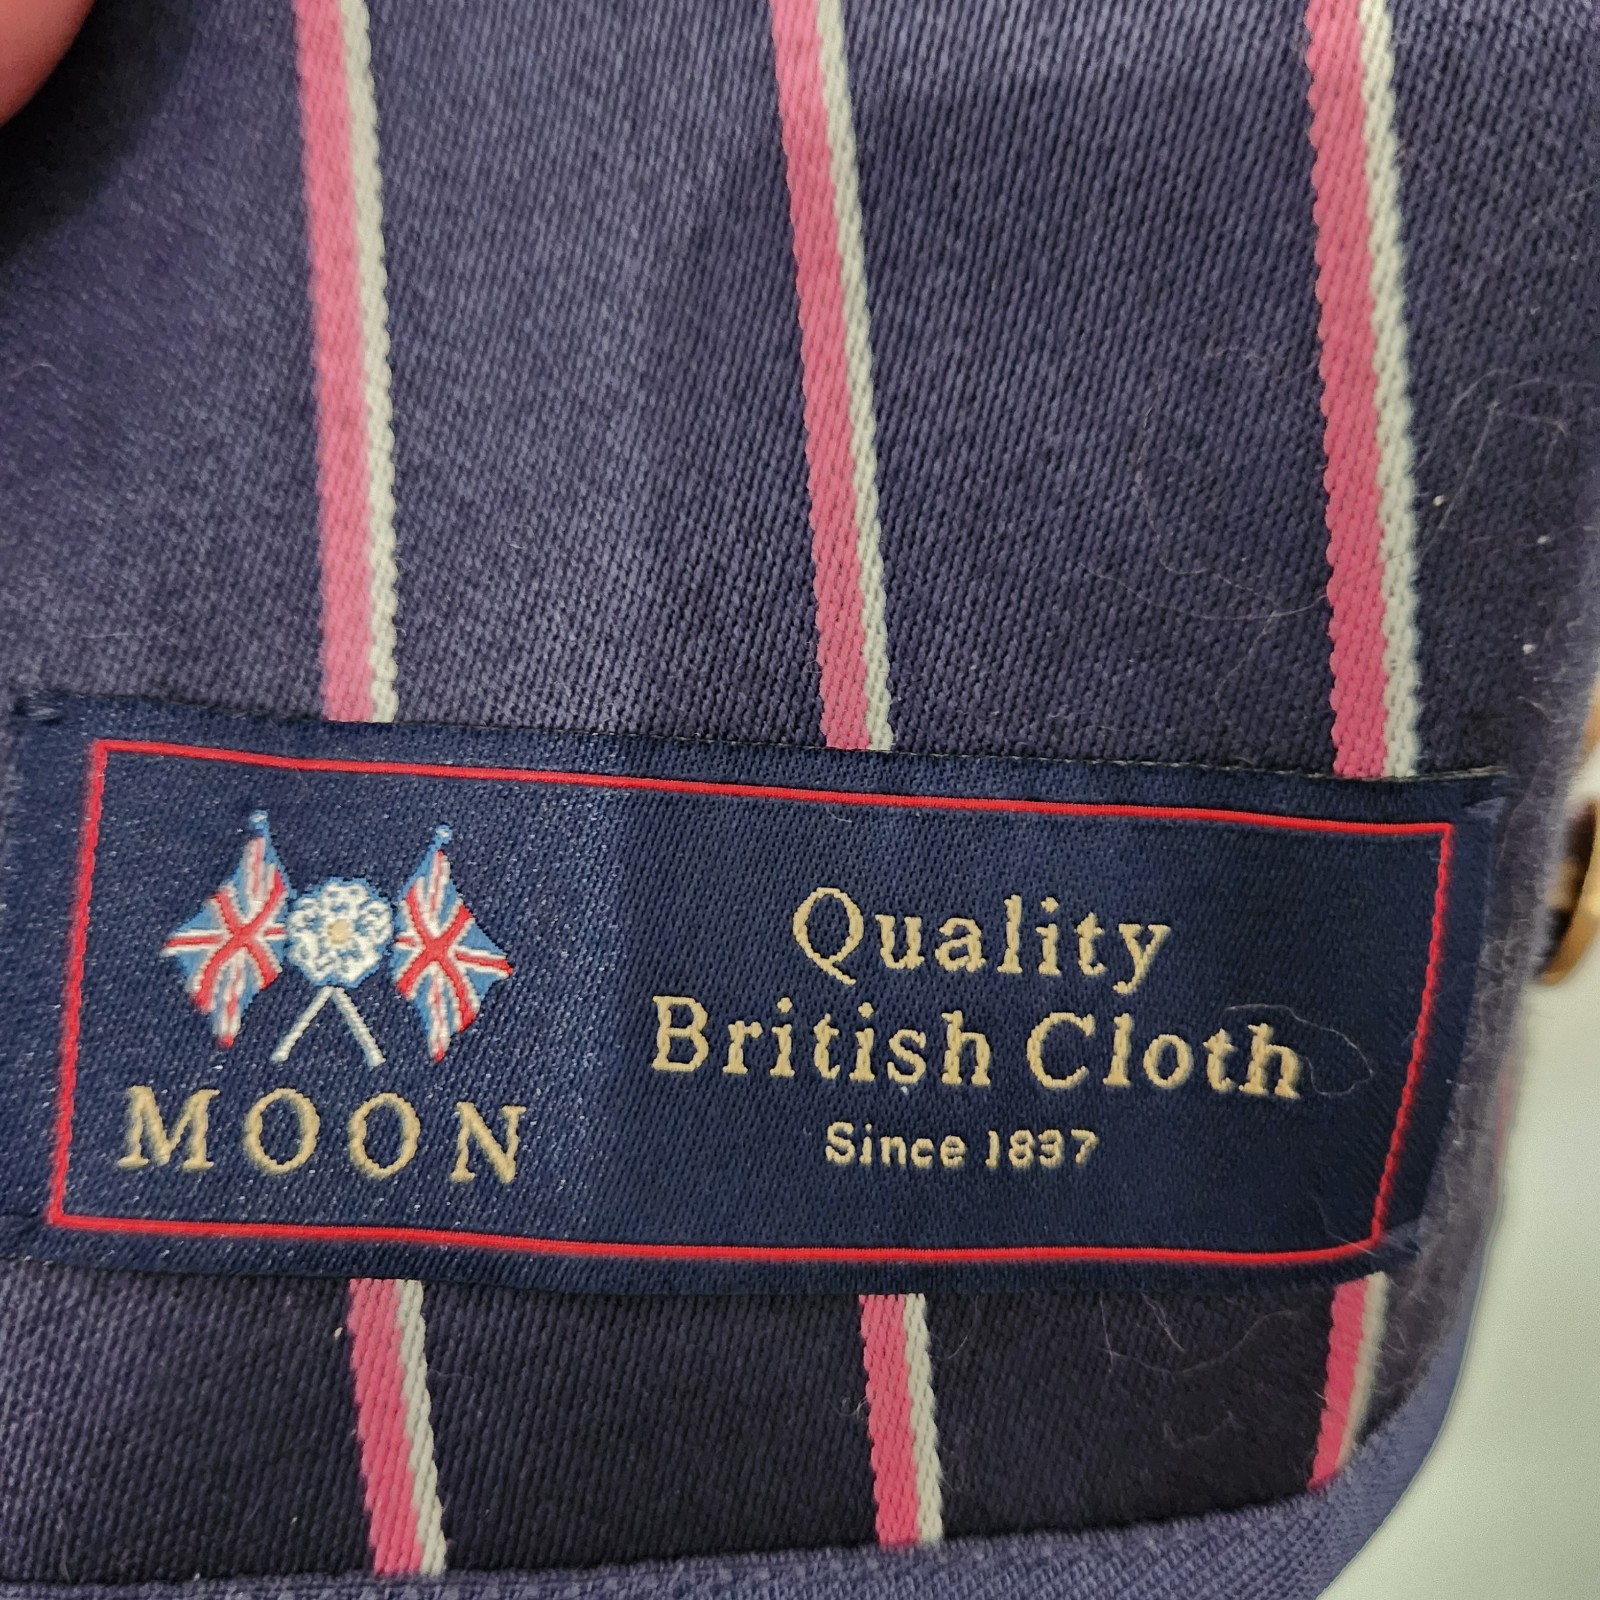 MOON
Quality
British Cloth
Since 1837